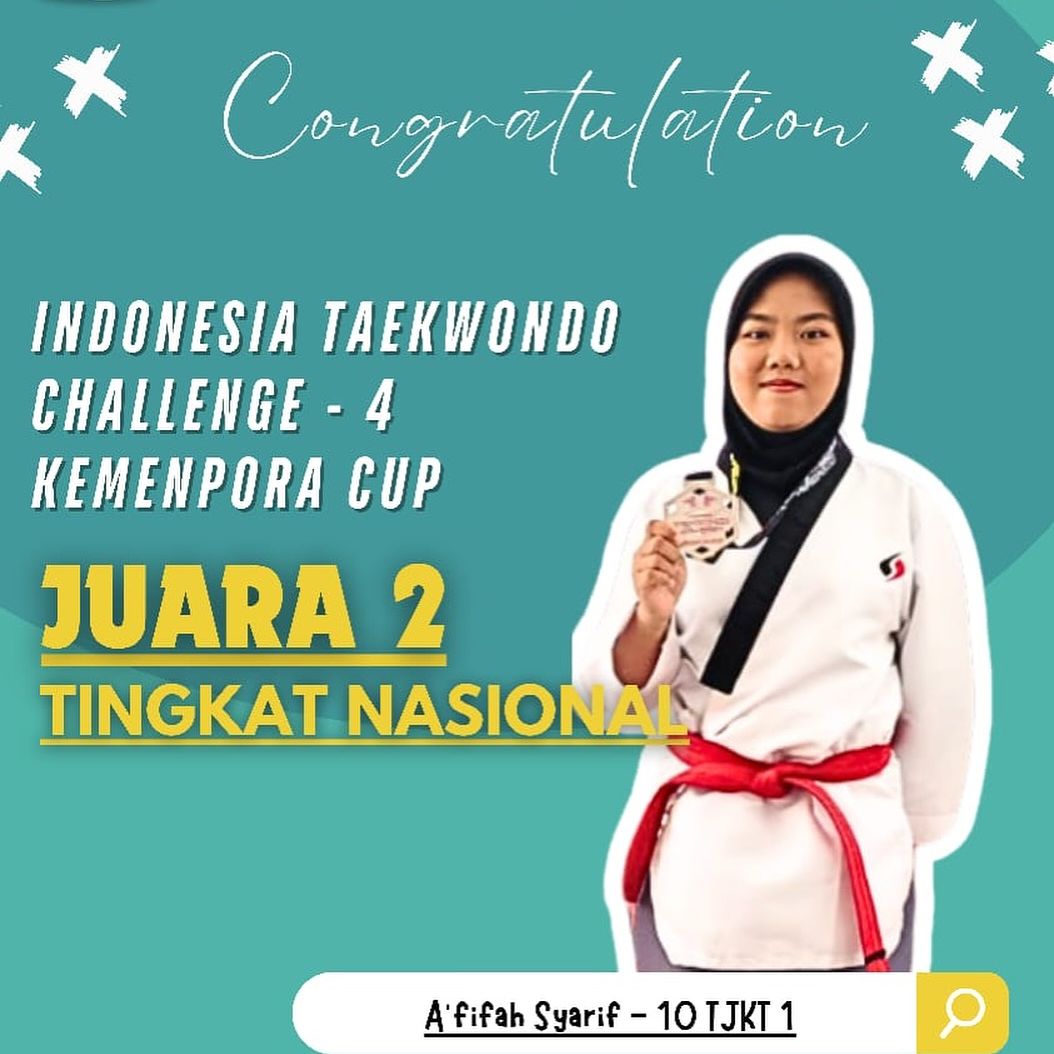 Congratulation
INDONESIA TAEKWONDO
CHALLENGE - 4
KEMENPORA CUP
JUARA 2
TINGKAT NASIONAL
A'fifah Syarif - 10 TJKT 1